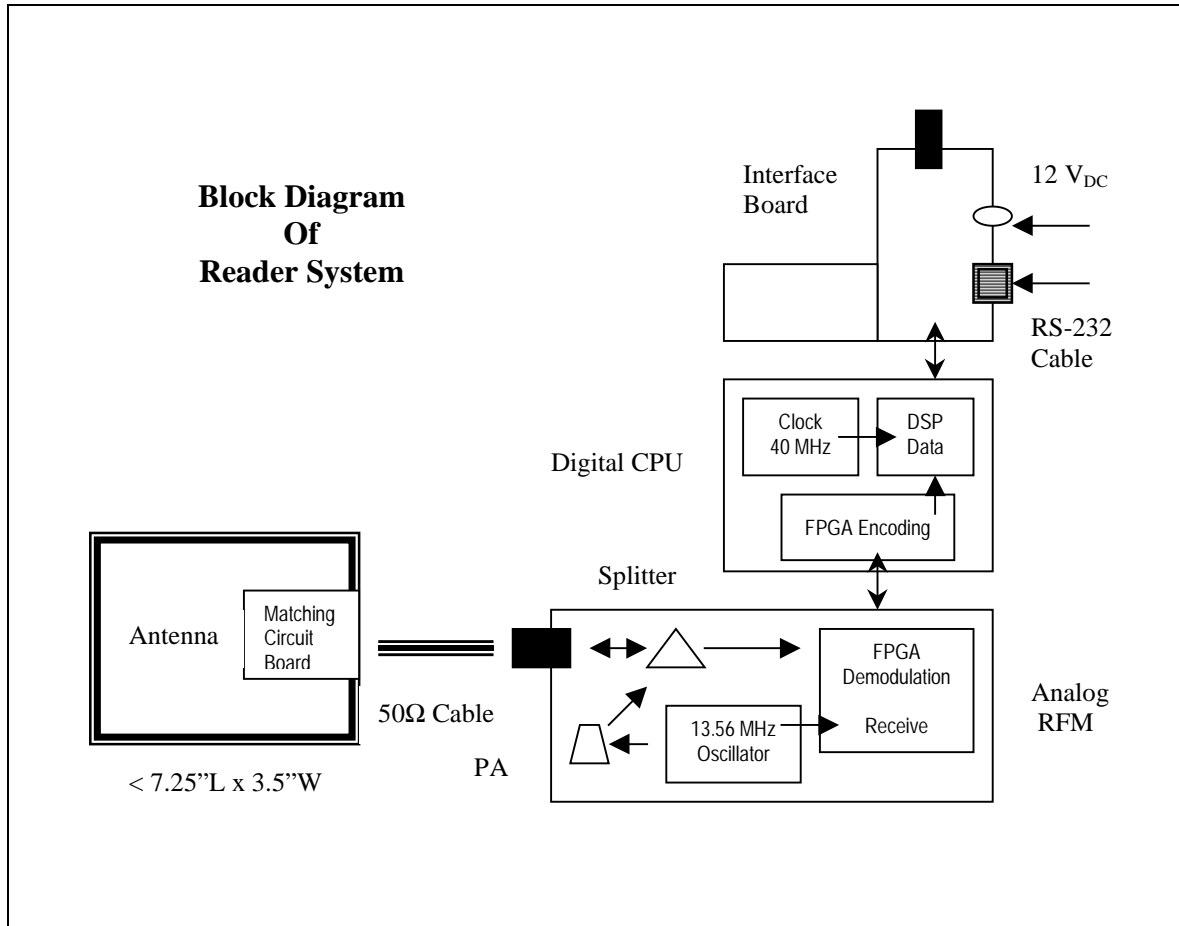 Block Diagram
Of
Reader System
Interface
Board
12 VDC
RS-232
Cable
Clock
40 MHz
DSP
Data
Digital CPU
FPGA Encoding
Splitter
Antenna
Matching
Circuit
Board
FPGA
Demodulation
Receive
Analog
RFM
50Ω Cable
13.56 MHz
Oscillator
PA
< 7.25”L x 3.5”W